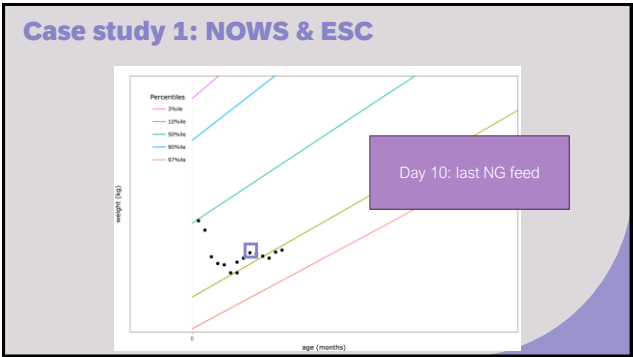 Case study 1: NOWS & ESC
Percentiles
3%ile
10%ile
50%ile
90%ile
97%ile
Day 10: last NG feed
weight (kg)
0
age (months)